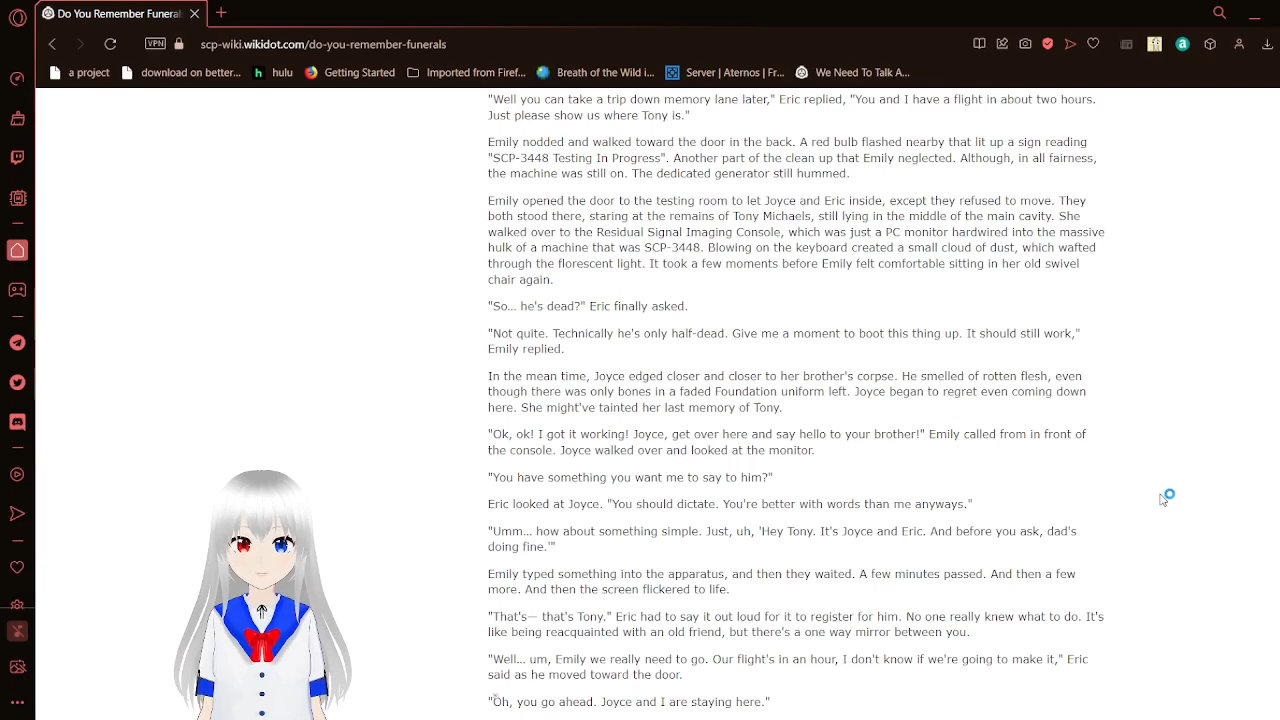 Do You Remember Funerals
scp-wiki.wikidot.com/do-you-remember-funerals
VPN
a project
download on better...
hulu
Getting Started
Imported from Firef...
Breath of the Wild i...
Server | Aternos | Fr...
We Need To Talk A...
"Well you can take a trip down memory lane later," Eric replied, "You and I have a flight in about two hours.
Just please show us where Tony is."
Emily nodded and walked toward the door in the back. A red bulb flashed nearby that lit up a sign reading
"SCP-3448 Testing In Progress". Another part of the clean up that Emily neglected. Although, in all fairness,
the machine was still on. The dedicated generator still hummed.
Emily opened the door to the testing room to let Joyce and Eric inside, except they refused to move. They
both stood there, staring at the remains of Tony Michaels, still lying in the middle of the main cavity. She
walked over to the Residual Signal Imaging Console, which was just a PC monitor hardwired into the massive
hulk of a machine that was SCP-3448. Blowing on the keyboard created a small cloud of dust, which wafted
through the florescent light. It took a few moments before Emily felt comfortable sitting in her old swivel
chair again.
"So... he's dead?" Eric finally asked.
"Not quite. Technically he's only half-dead. Give me a moment to boot this thing up. It should still work,"
Emily replied.
In the mean time, Joyce edged closer and closer to her brother's corpse. He smelled of rotten flesh, even
though there was only bones in a faded Foundation uniform left. Joyce began to regret even coming down
here. She might've tainted her last memory of Tony.
"Ok, ok! I got it working! Joyce, get over here and say hello to your brother!" Emily called from in front of
the console. Joyce walked over and looked at the monitor.
"You have something you want me to say to him?"
Eric looked at Joyce. "You should dictate. You're better with words than me anyways."
"Umm... how about something simple. Just, uh, 'Hey Tony. It's Joyce and Eric. And before you ask, dad's
doing fine.'"
Emily typed something into the apparatus, and then they waited. A few minutes passed. And then a few
more. And then the screen flickered to life.
"That's— that's Tony." Eric had to say it out loud for it to register for him. No one really knew what to do. It's
like being reacquainted with an old friend, but there's a one way mirror between you.
"Well... um, Emily we really need to go. Our flight's in an hour, I don't know if we're going to make it," Eric
said as he moved toward the door.
"Oh, you go ahead. Joyce and I are staying here."